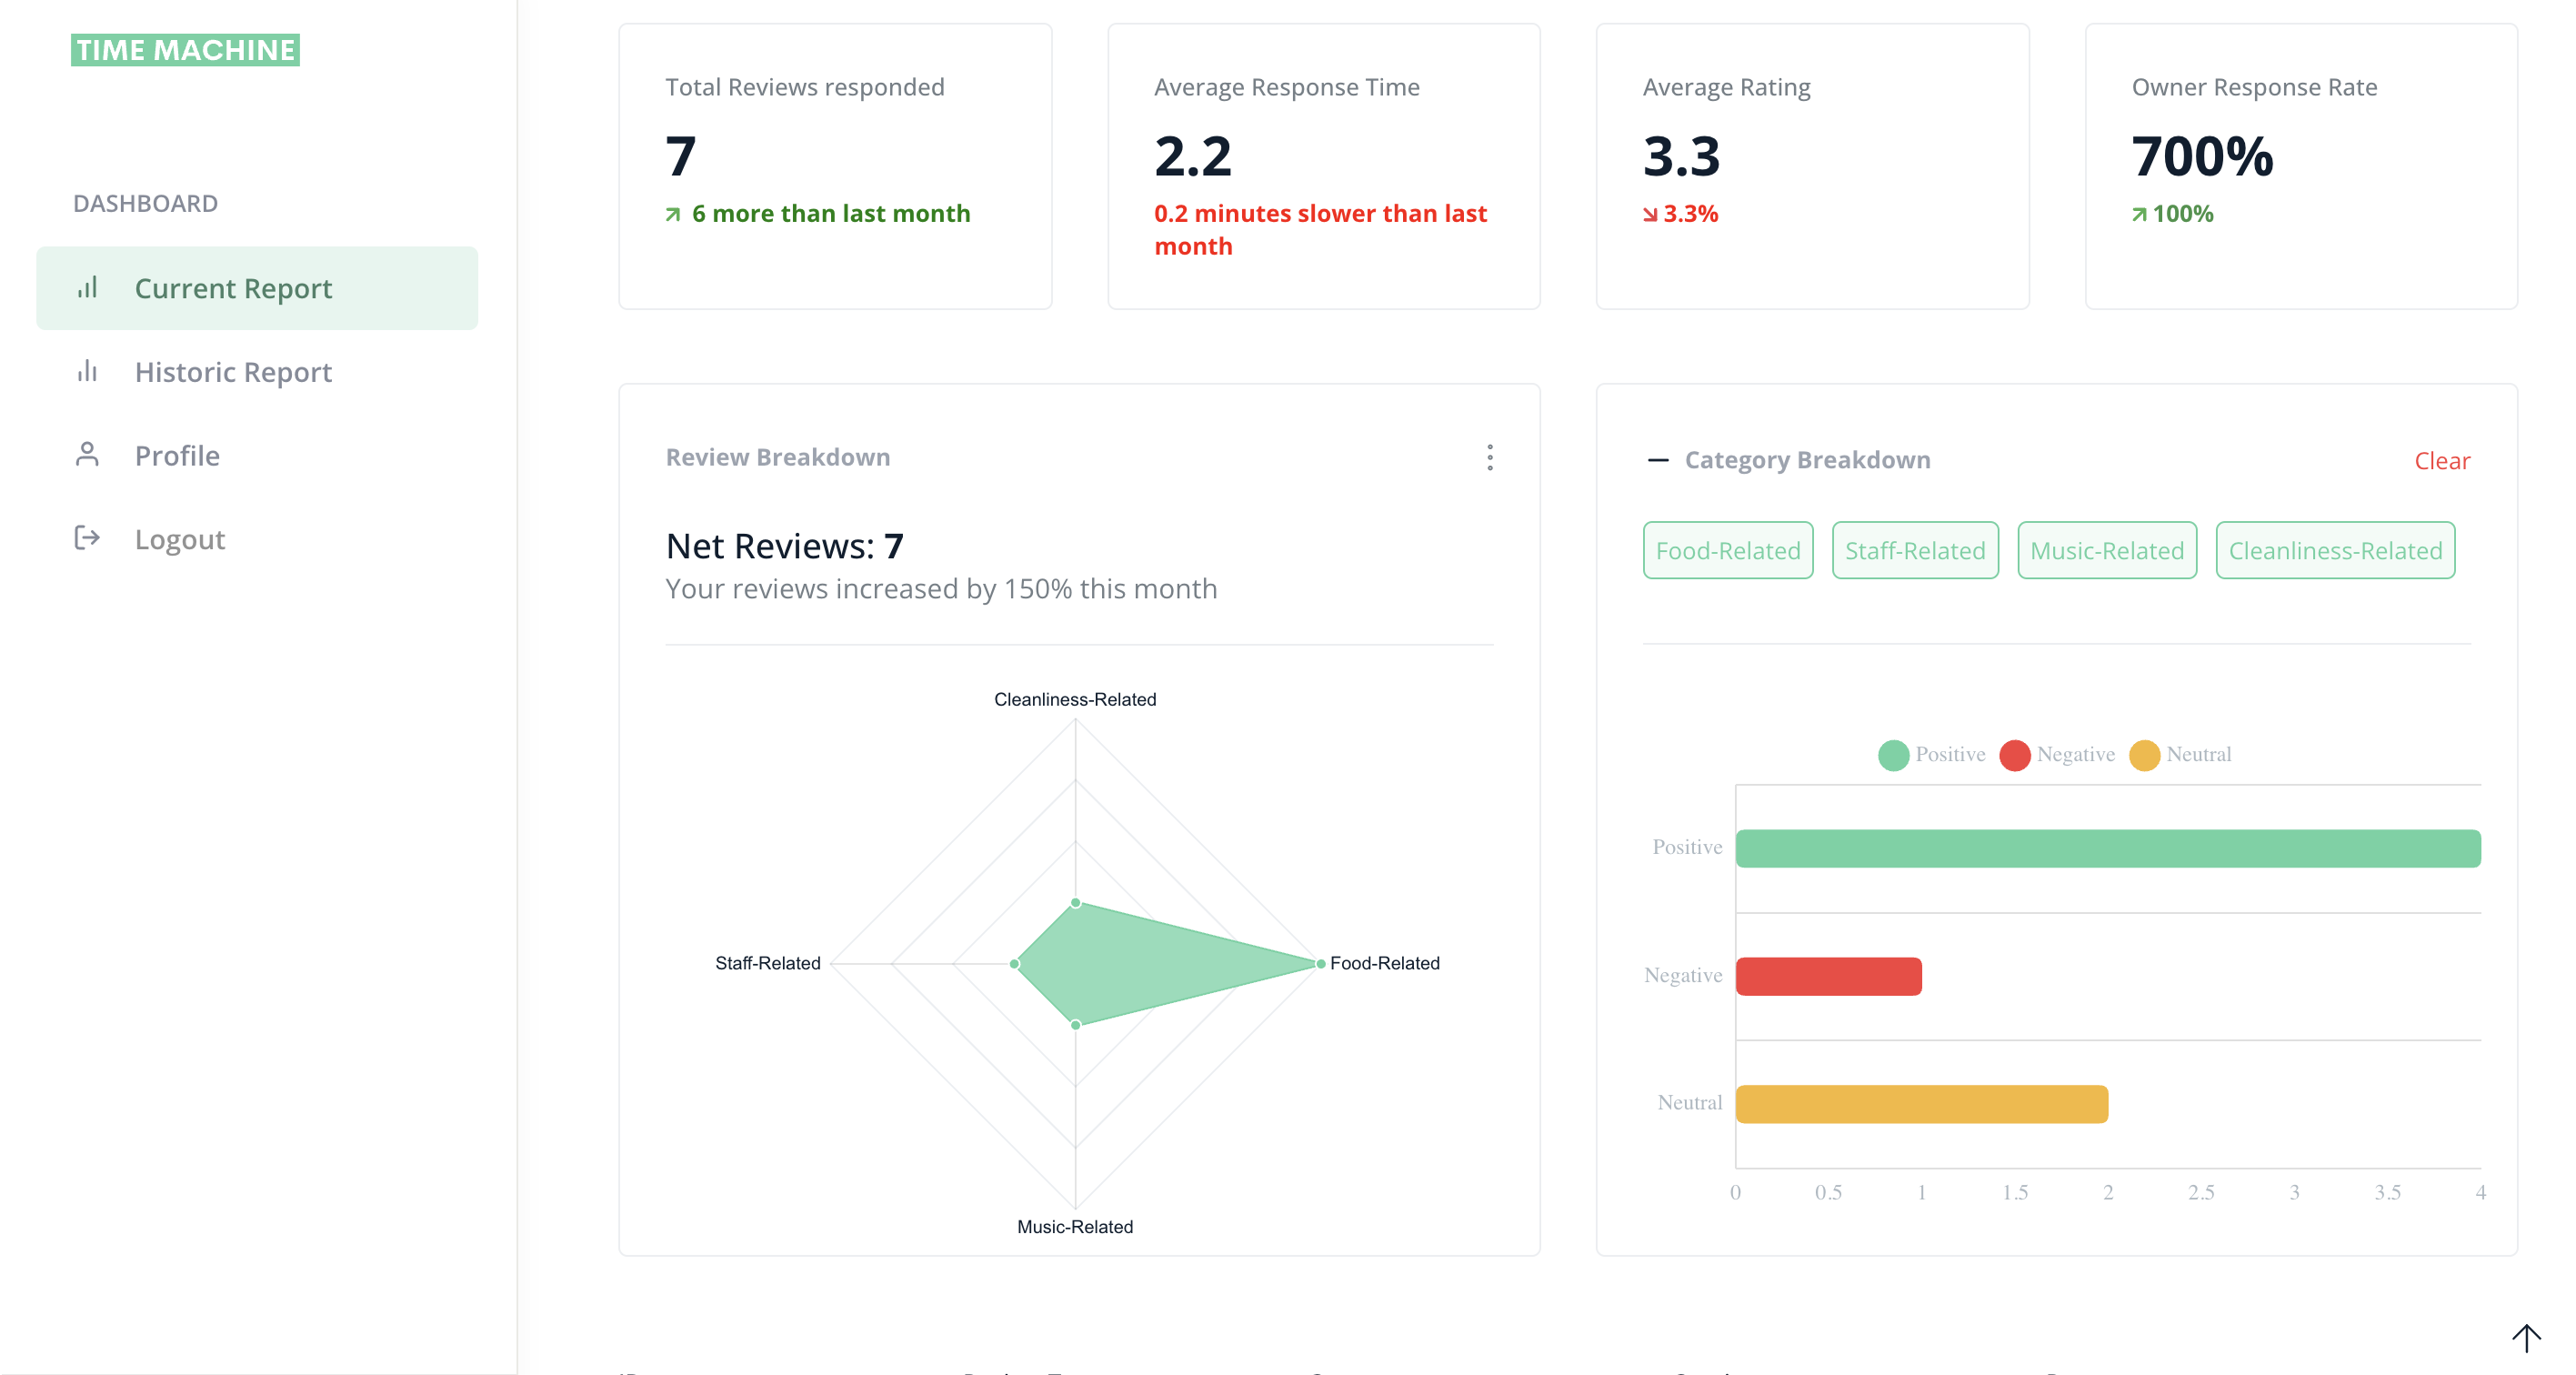 TIME MACHINE
DASHBOARD
Current Report
Historic Report
Profile
Logout
Total Reviews responded
7
6 more than last month
Average Response Time
2.2
0.2 minutes slower than last
month
Average Rating
3.3
3.3%
Owner Response Rate
700%
100%
Review Breakdown
Net Reviews: 7
Your reviews increased by 150% this month
Cleanliness-Related
Staff-Related
Food-Related
Music-Related
Category Breakdown
Clear
Food-Related Staff-Related Music-Related Cleanliness-Related
Positive Negative Neutral
Positive
Negative
Neutral
0 0.5 1 1.5 2 2.5 3 3.5 4